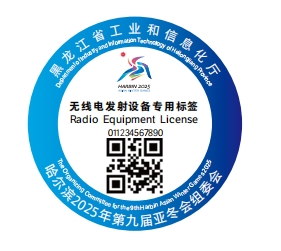 黑龙江省工业和信息化厅
Department of Industry and Information Technology of Heilongjiang Province
HARBIN 2025
无线电发射设备专用标签
Radio Equipment License
011234567890
The Organizing Committee for the 9th Harbin Asian Winter Games 2025
哈尔滨2025年第九届亚冬会组委会